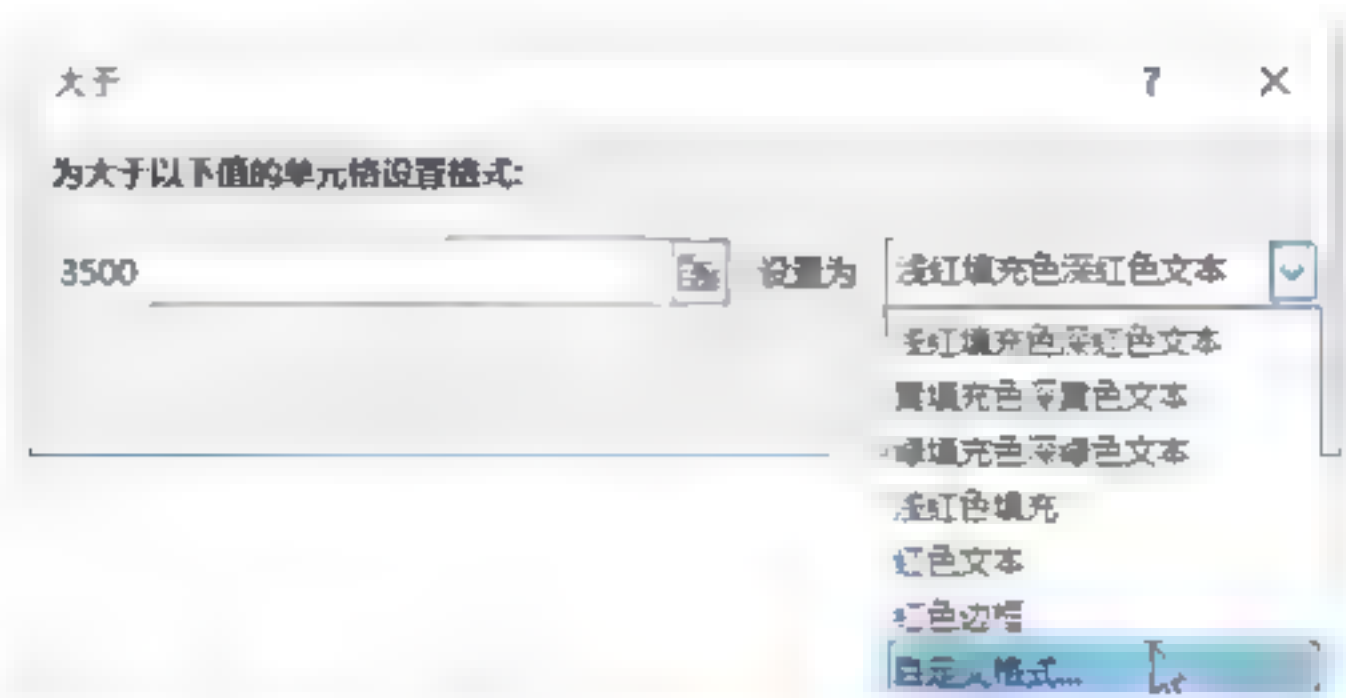 大于
?
为大于以下值的单元格设置格式:
3500 设置为 浅红填充色深红色文本
浅红填充色深红色文本
黄填充色深黄色文本
绿填充色深绿色文本
浅红色填充
红色文本
红色边框
自定义格式...